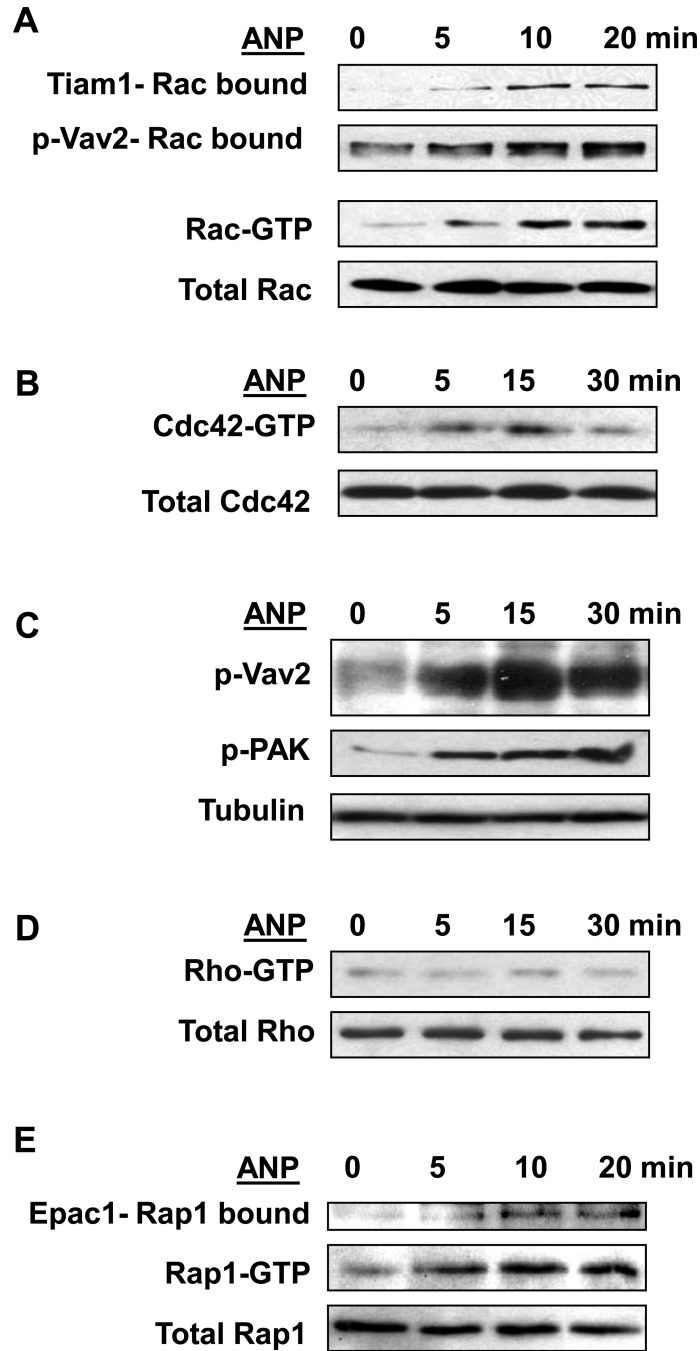 A
ANP 0 5 10 20 min
Tiam1- Rac bound
p-Vav2- Rac bound
Rac-GTP
Total Rac
B
ANP 0 5 15 30 min
Cdc42-GTP
Total Cdc42
C
ANP 0 5 15 30 min
p-Vav2
p-PAK
Tubulin
D
ANP 0 5 15 30 min
Rho-GTP
Total Rho
E
ANP 0 5 10 20 min
Epac1- Rap1 bound
Rap1-GTP
Total Rap1